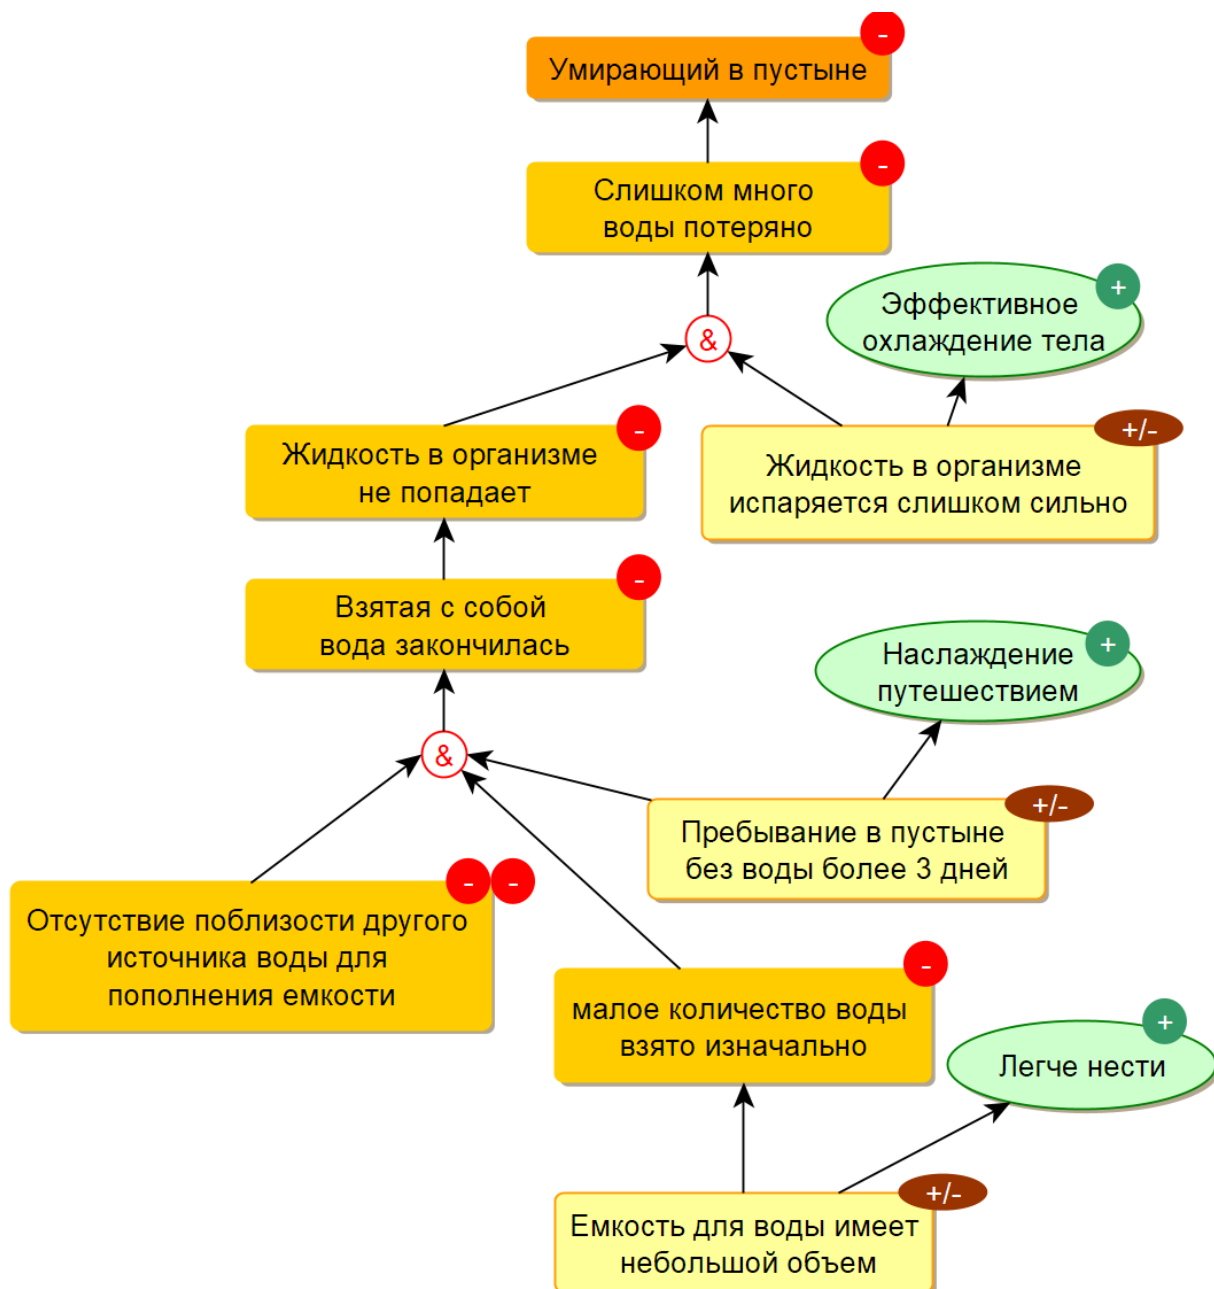 -
Умирающий в пустыне
-
Слишком много
воды потеряно
+
Эффективное
охлаждение тела
&
-
Жидкость в организме
не попадает
+/-
Жидкость в организме
испаряется слишком сильно
-
Взятая с собой
вода закончилась
+
Наслаждение
путешествием
&
+/-
Пребывание в пустыне
без воды более 3 дней
- -
Отсутствие поблизости другого
источника воды для
пополнения емкости
-
малое количество воды
взято изначально
+
Легче нести
+/-
Емкость для воды имеет
небольшой объем